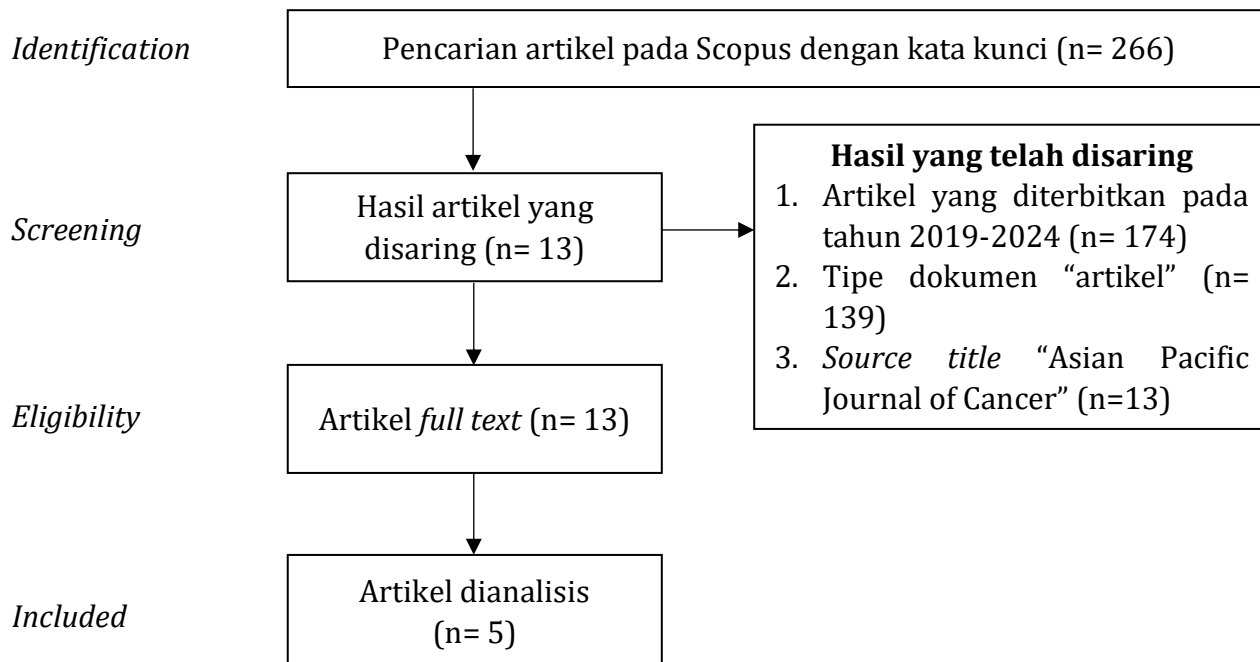 Identification
Pencarian artikel pada Scopus dengan kata kunci (n= 266)
Screening
Hasil artikel yang
disaring (n= 13)
Hasil yang telah disaring
1. Artikel yang diterbitkan pada
tahun 2019-2024 (n= 174)
2. Tipe dokumen “artikel” (n=
139)
3. Source title “Asian Pacific
Journal of Cancer” (n=13)
Eligibility
Artikel full text (n= 13)
Included
Artikel dianalisis
(n= 5)